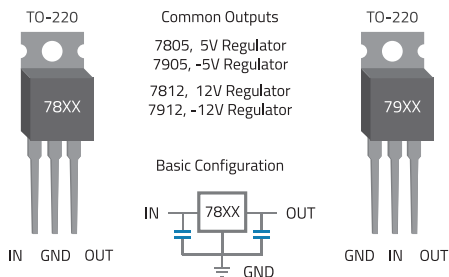 TO-220
Common Outputs
TO-220
7805, 5V Regulator
7905, -5V Regulator
7812, 12V Regulator
7912, -12V Regulator
78XX
79XX
Basic Configuration
IN
78XX
OUT
GND
IN GND OUT
GND IN OUT